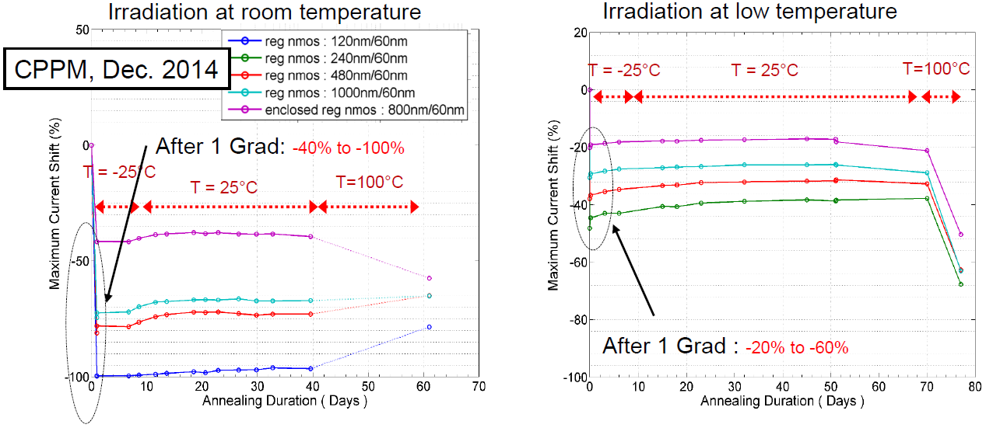 Irradiation at room temperature
50
0
-50
-100
Maximum Current Shift (%)
reg nmos : 120nm/60nm
reg nmos : 240nm/60nm
reg nmos : 480nm/60nm
reg nmos : 1000nm/60nm
enclosed reg nmos : 800nm/60nm
CPPM, Dec. 2014
After 1 Grad: -40% to -100%
T = -25°C
T = 25°C
T=100°C
0 10 20 30 40 50 60 70
Annealing Duration ( Days )
Irradiation at low temperature
20
0
-20
-40
-60
-80
-100
Maximum Current Shift (%)
T = -25°C
T = 25°C
T=100°C
After 1 Grad : -20% to -60%
0 10 20 30 40 50 60 70 80
Annealing Duration ( Days )